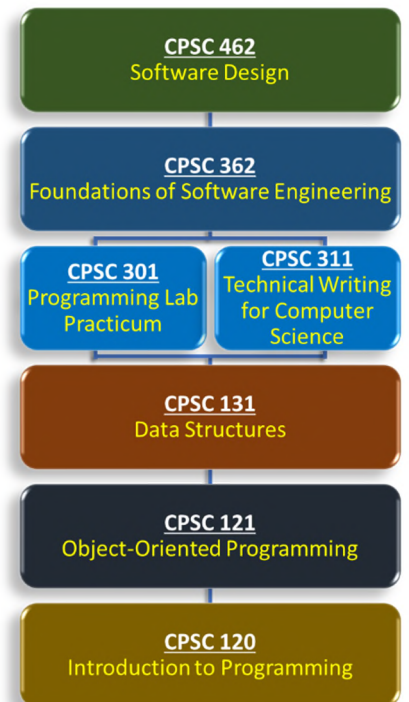 CPSC 462
Software Design
CPSC 362
Foundations of Software Engineering
CPSC 301
Programming Lab
Practicum
CPSC 311
Technical Writing
for Computer
Science
CPSC 131
Data Structures
CPSC 121
Object-Oriented Programming
CPSC 120
Introduction to Programming